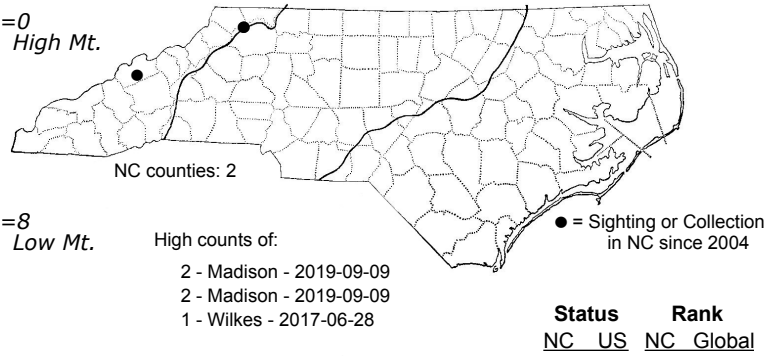 =0
High Mt.
NC counties: 2
=8
Low Mt.
High counts of:
2 - Madison - 2019-09-09
2 - Madison - 2019-09-09
1 - Wilkes - 2017-06-28
● = Sighting or Collection
in NC since 2004
Status Rank
NC US NC Global